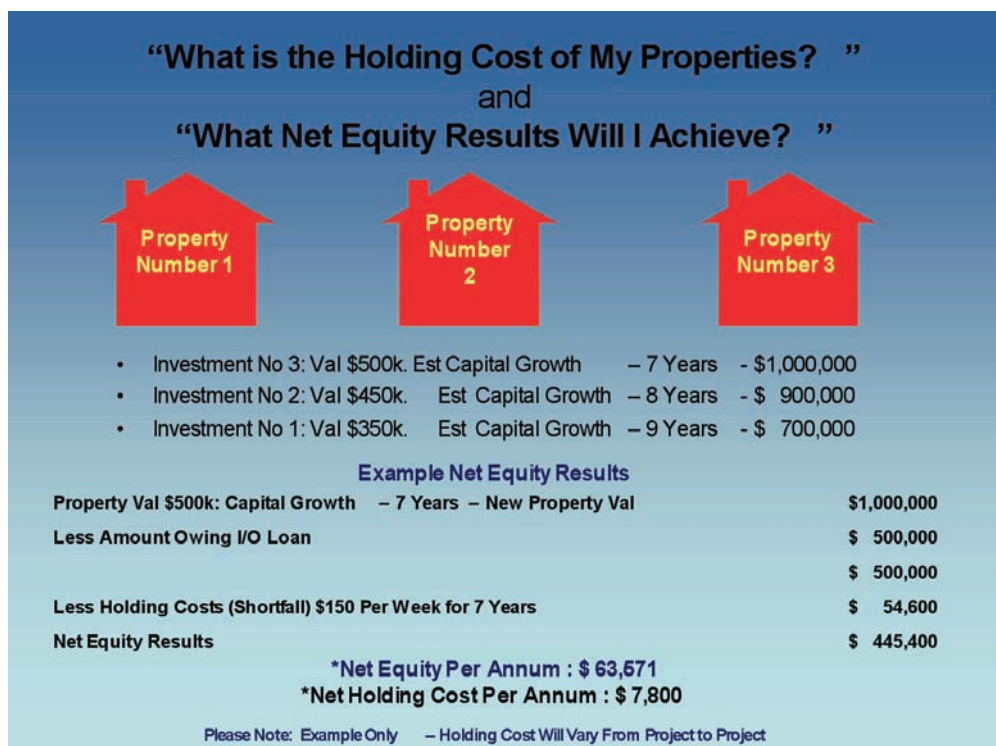 “What is the Holding Cost of My Properties? ”
and
“What Net Equity Results Will I Achieve? ”
Property
Number 1
Property
Number
2
Property
Number 3
• Investment No 3: Val $500k. Est Capital Growth – 7 Years - $1,000,000
• Investment No 2: Val $450k. Est Capital Growth – 8 Years - $ 900,000
• Investment No 1: Val $350k. Est Capital Growth – 9 Years - $ 700,000
Example Net Equity Results
Property Val $500k: Capital Growth – 7 Years – New Property Val $1,000,000
Less Amount Owing I/O Loan $ 500,000
$ 500,000
Less Holding Costs (Shortfall) $150 Per Week for 7 Years $ 54,600
Net Equity Results $ 445,400
*Net Equity Per Annum : $ 63,571
*Net Holding Cost Per Annum : $ 7,800
Please Note: Example Only – Holding Cost Will Vary From Project to Project